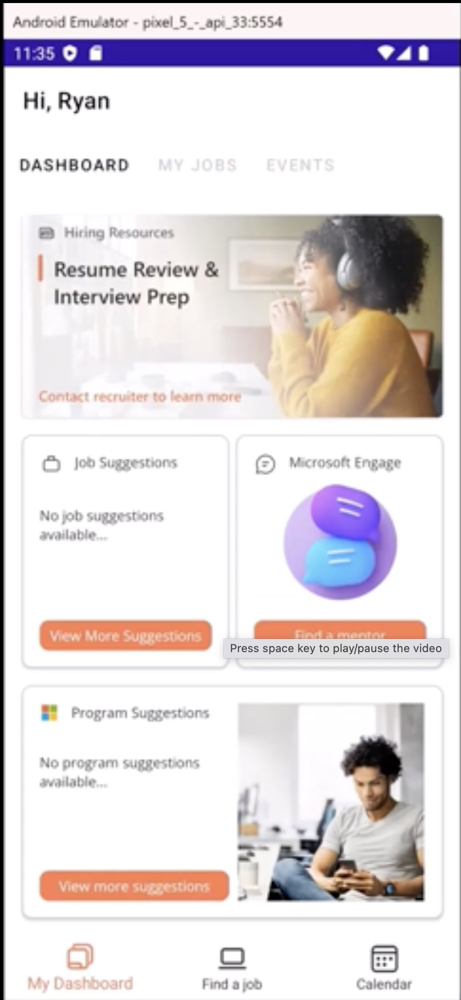 Android Emulator - pixel_5_-_api_33:5554
11:35
Hi, Ryan
DASHBOARD MY JOBS EVENTS
Hiring Resources
Resume Review &
Interview Prep
Contact recruiter to learn more
Job Suggestions
No job suggestions
available...
View More Suggestions
Microsoft Engage
Find a mentor
Press space key to play/pause the video
Program Suggestions
No program suggestions
available...
View more suggestions
My Dashboard
Find a job
Calendar